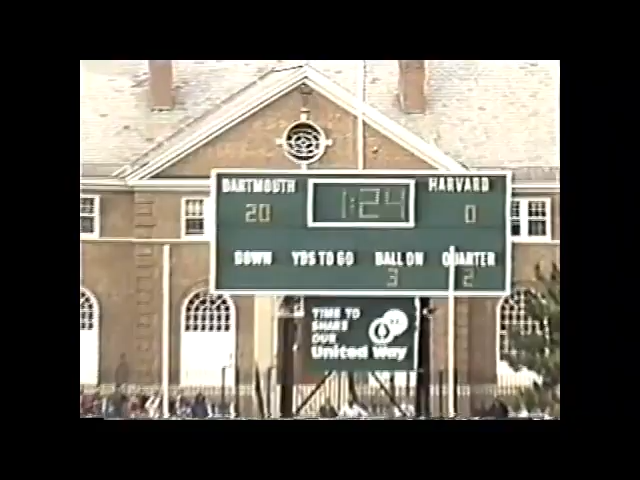 DARTMOUTH 1:24 HARVARD
20 0
DOWN YDS TO GO BALL ON QUARTER
3 2
TIME TO
SHARE
OUR
United Way